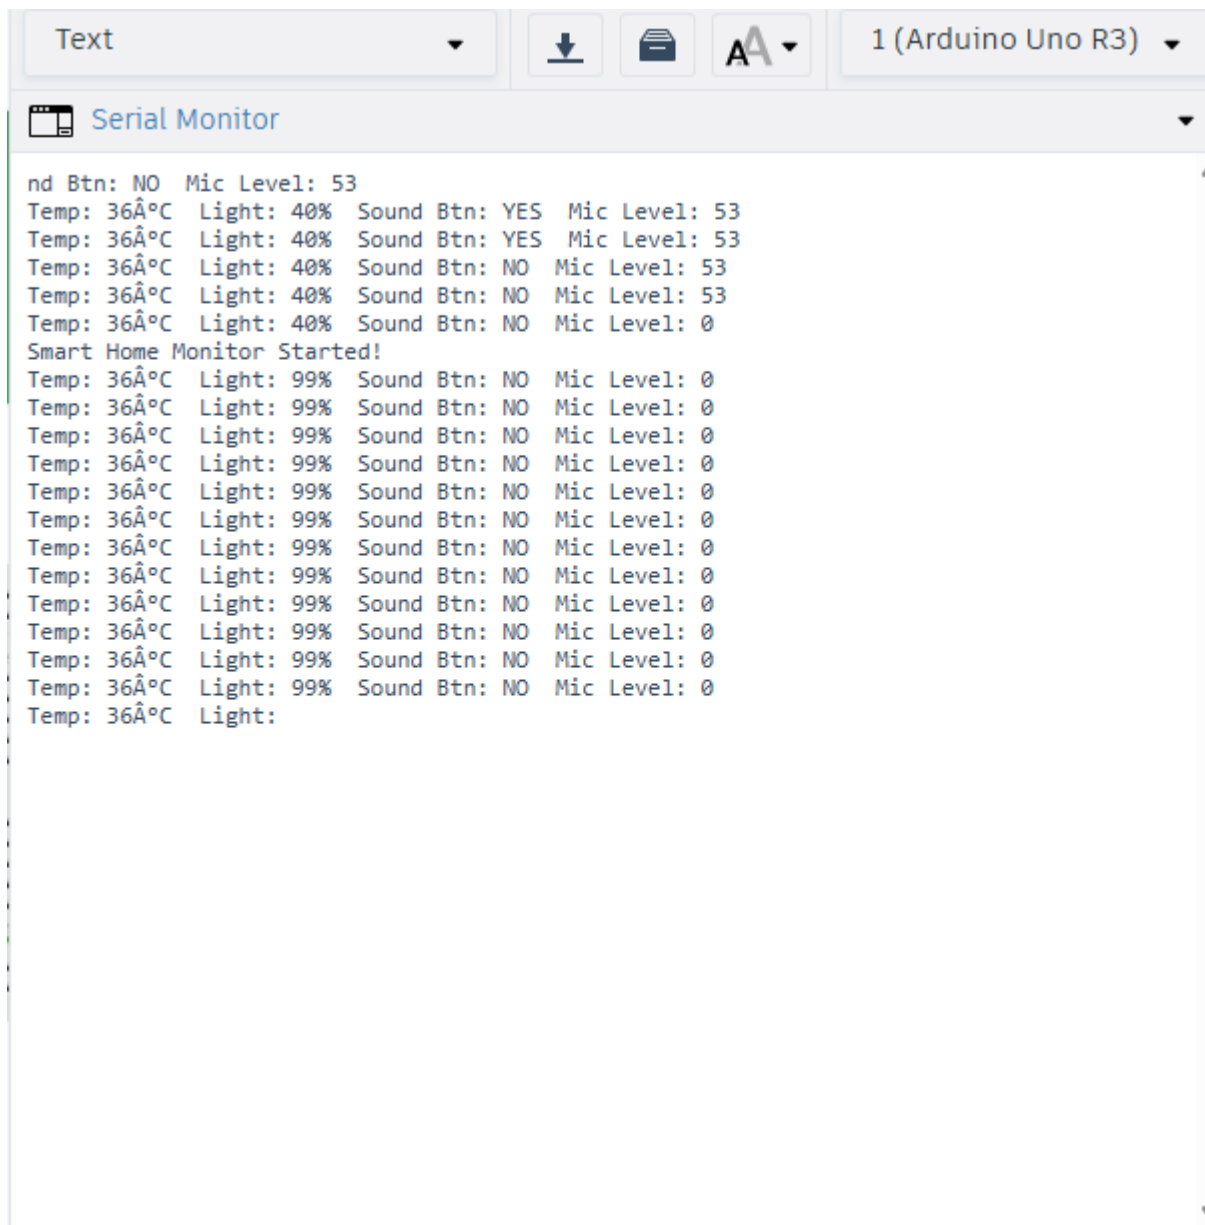 Text
AA
1 (Arduino Uno R3)
Serial Monitor
nd Btn: NO  Mic Level: 53
Temp: 36Â°C  Light: 40%  Sound Btn: YES  Mic Level: 53
Temp: 36Â°C  Light: 40%  Sound Btn: YES  Mic Level: 53
Temp: 36Â°C  Light: 40%  Sound Btn: NO  Mic Level: 53
Temp: 36Â°C  Light: 40%  Sound Btn: NO  Mic Level: 53
Temp: 36Â°C  Light: 40%  Sound Btn: NO  Mic Level: 0
Smart Home Monitor Started!
Temp: 36Â°C  Light: 99%  Sound Btn: NO  Mic Level: 0
Temp: 36Â°C  Light: 99%  Sound Btn: NO  Mic Level: 0
Temp: 36Â°C  Light: 99%  Sound Btn: NO  Mic Level: 0
Temp: 36Â°C  Light: 99%  Sound Btn: NO  Mic Level: 0
Temp: 36Â°C  Light: 99%  Sound Btn: NO  Mic Level: 0
Temp: 36Â°C  Light: 99%  Sound Btn: NO  Mic Level: 0
Temp: 36Â°C  Light: 99%  Sound Btn: NO  Mic Level: 0
Temp: 36Â°C  Light: 99%  Sound Btn: NO  Mic Level: 0
Temp: 36Â°C  Light: 99%  Sound Btn: NO  Mic Level: 0
Temp: 36Â°C  Light: 99%  Sound Btn: NO  Mic Level: 0
Temp: 36Â°C  Light: 99%  Sound Btn: NO  Mic Level: 0
Temp: 36Â°C  Light: 99%  Sound Btn: NO  Mic Level: 0
Temp: 36Â°C  Light: